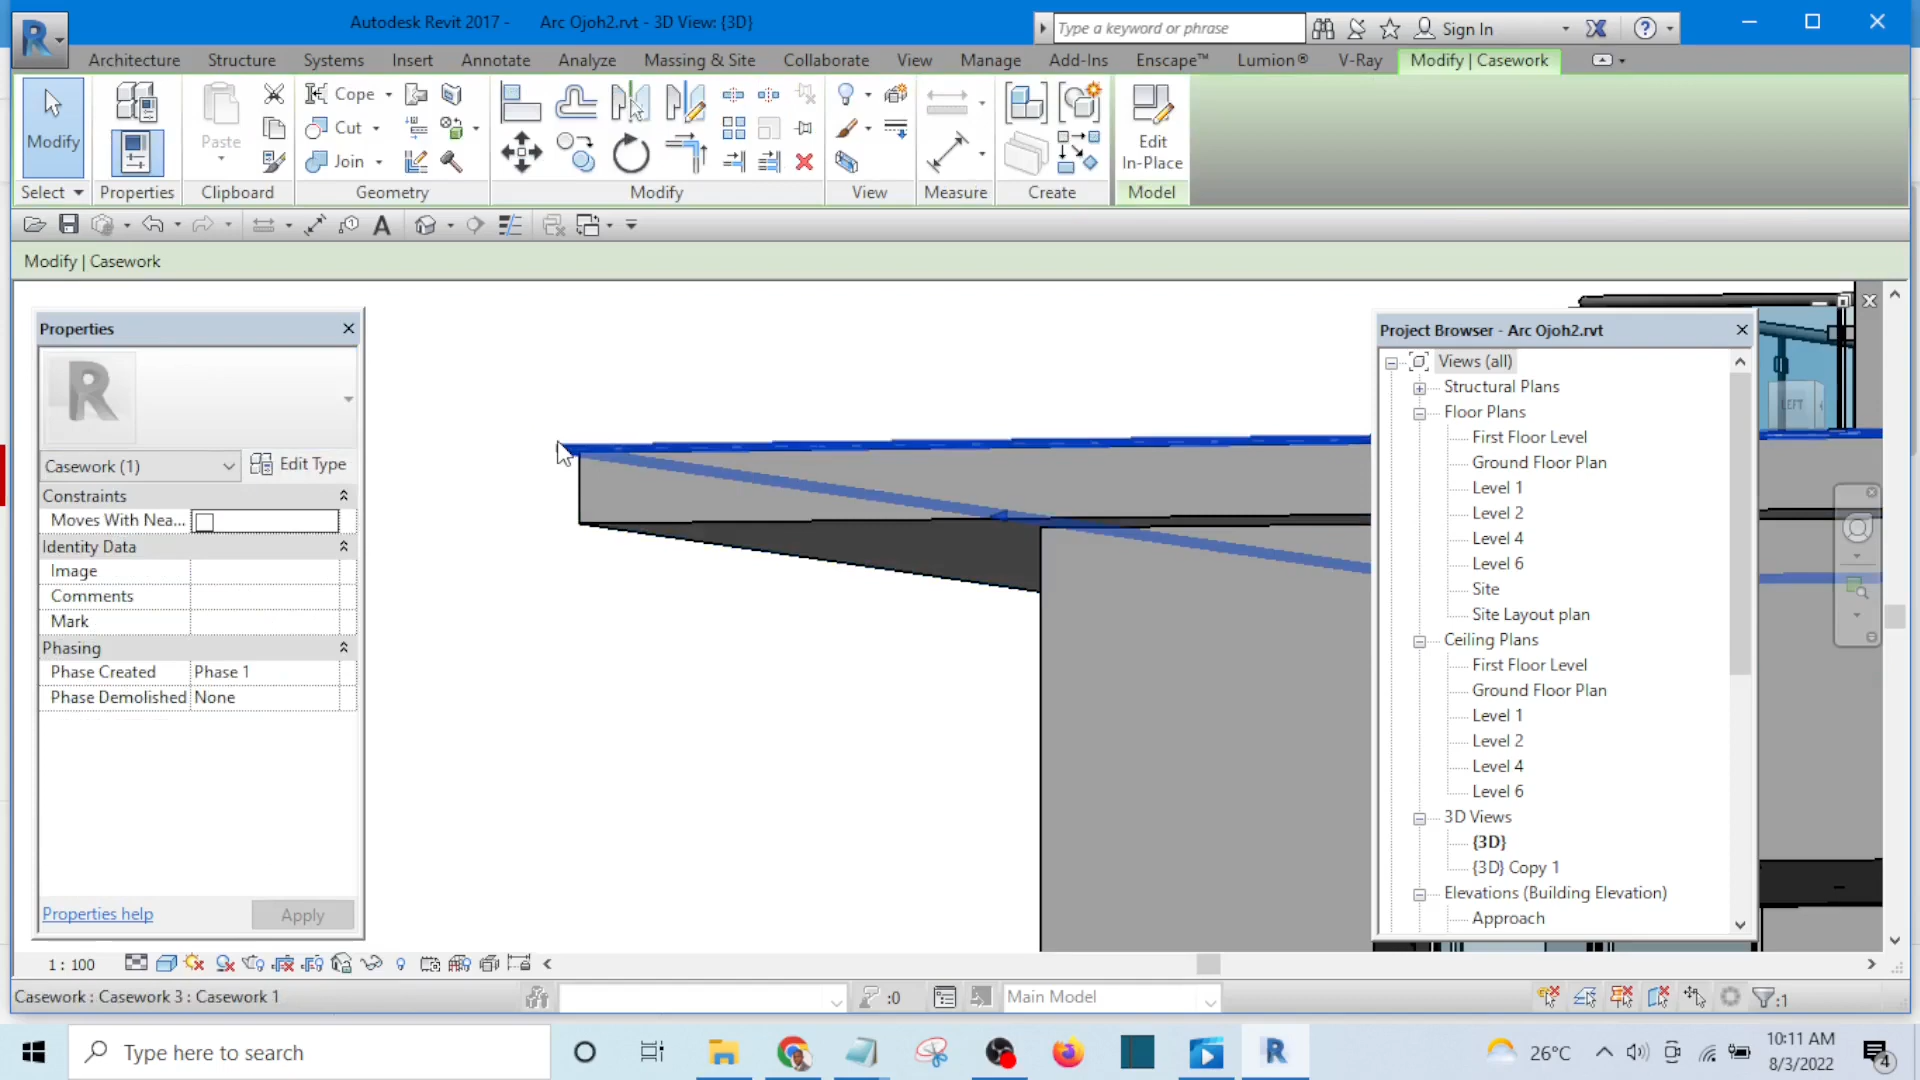 Autodesk Revit 2017 - Arc Ojoh2.rvt - 3D View: {3D}
Type a keyword or phrase
Sign In
Architecture Structure Systems Insert Annotate Analyze Massing & Site Collaborate View Manage Add-Ins Enscape™ Lumion® V-Ray Modify | Casework
Modify
Paste
Cope
Cut
Join
Edit
In-Place
Select Properties Clipboard Geometry Modify View Measure Create Model
Modify | Casework
Properties
Casework (1)
Edit Type
Constraints
Moves With Nea...
Identity Data
Image
Comments
Mark
Phasing
Phase Created Phase 1
Phase Demolished None
Properties help
Apply
Project Browser - Arc Ojoh2.rvt
Views (all)
Structural Plans
Floor Plans
First Floor Level
Ground Floor Plan
Level 1
Level 2
Level 4
Level 6
Site
Site Layout plan
Ceiling Plans
First Floor Level
Ground Floor Plan
Level 1
Level 2
Level 4
Level 6
3D Views
{3D}
{3D} Copy 1
Elevations (Building Elevation)
Approach
LEFT
1 : 100
Casework : Casework 3 : Casework 1
:0
Main Model
:1
Type here to search
26°C
10:11 AM
8/3/2022
4